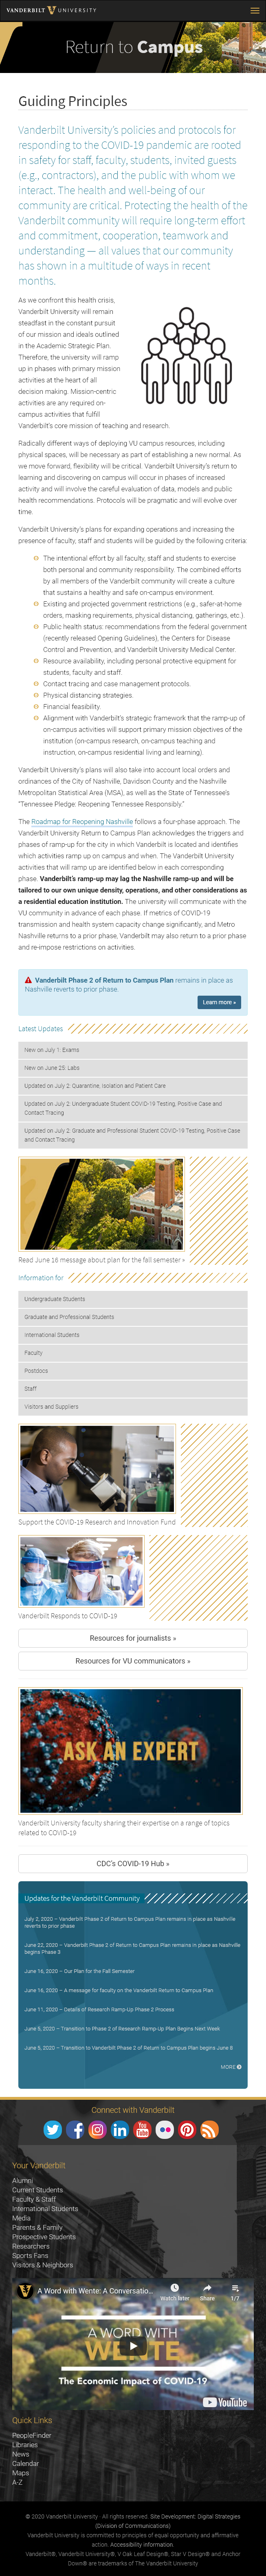 VANDERBILT UNIVERSITY
Return to Campus
Guiding Principles
Vanderbilt University's policies and protocols for
responding to the COVID-19 pandemic are rooted
in safety for staff, faculty, students, invited guests
(e.g., contractors), and the public with whom we
interact. The health and well-being of our
community are critical. Protecting the health of the
Vanderbilt community will require long-term effort
and commitment, cooperation, teamwork and
understanding — all values that our community
has shown in a multitude of ways in recent
months.
As we confront this health crisis,
Vanderbilt University will remain
steadfast in the constant pursuit
of our mission and ideals outlined
in the Academic Strategic Plan.
Therefore, the university will ramp
up in phases with primary mission
activities at the heart of all
decision making. Mission-centric
activities are any required on-
campus activities that fulfill
Vanderbilt's core mission of teaching and research.
Radically different ways of deploying VU campus resources, including
physical spaces, will be necessary as part of establishing a new normal. As
we move forward, flexibility will be critical. Vanderbilt University's return to
learning and discovering on campus will occur in phases of increased
activity and will involve the careful evaluation of data, models and public
health recommendations. Protocols will be pragmatic and will evolve over
time.
Vanderbilt University's plans for expanding operations and increasing the
presence of faculty, staff and students will be guided by the following criteria:
The intentional effort by all faculty, staff and students to exercise
both personal and community responsibility. The combined efforts
by all members of the Vanderbilt community will create a culture
that sustains a healthy and safe on-campus environment.
Existing and projected government restrictions (e.g., safer-at-home
orders, masking requirements, physical distancing, gatherings, etc.).
Public health status: recommendations from the federal government
(recently released Opening Guidelines), the Centers for Disease
Control and Prevention, and Vanderbilt University Medical Center.
Resource availability, including personal protective equipment for
students, faculty and staff.
Contact tracing and case management protocols.
Physical distancing strategies.
Financial feasibility.
Alignment with Vanderbilt's strategic framework that the ramp-up of
on-campus activities will support primary mission objectives of the
institution (on-campus research, on-campus teaching and
instruction, on-campus residential living and learning).
Vanderbilt University's plans will also take into account local orders and
ordinances of the City of Nashville, Davidson County and the Nashville
Metropolitan Statistical Area (MSA), as well as the State of Tennessee's
“Tennessee Pledge: Reopening Tennessee Responsibly.”
The Roadmap for Reopening Nashville follows a four-phase approach. The
Vanderbilt University Return to Campus Plan acknowledges the triggers and
phases of ramp-up of the city in which Vanderbilt is located and identifies
which activities ramp up on campus and when. The Vanderbilt University
activities that will ramp up are identified below in each corresponding
phase. Vanderbilt's ramp-up may lag the Nashville ramp-up and will be
tailored to our own unique density, operations, and other considerations as
a residential education institution. The university will communicate with the
VU community in advance of each phase. If metrics of COVID-19
transmission and health system capacity change significantly, and Metro
Nashville returns to a prior phase, Vanderbilt may also return to a prior phase
and re-impose restrictions on activities.
Vanderbilt Phase 2 of Return to Campus Plan remains in place as
Nashville reverts to prior phase.
Learn more »
Latest Updates
New on July 1: Exams
New on June 25: Labs
Updated on July 2: Quarantine, Isolation and Patient Care
Updated on July 2: Undergraduate Student COVID-19 Testing, Positive Case and
Contact Tracing
Updated on July 2: Graduate and Professional Student COVID-19 Testing, Positive Case
and Contact Tracing
Read June 16 message about plan for the fall semester »
Information for
Undergraduate Students
Graduate and Professional Students
International Students
Faculty
Postdocs
Staff
Visitors and Suppliers
Support the COVID-19 Research and Innovation Fund
Vanderbilt Responds to COVID-19
Resources for journalists »
Resources for VU communicators »
ASK AN EXPERT
Vanderbilt University faculty sharing their expertise on a range of topics
related to COVID-19
CDC's COVID-19 Hub »
Updates for the Vanderbilt Community
July 2, 2020 – Vanderbilt Phase 2 of Return to Campus Plan remains in place as Nashville
reverts to prior phase
June 22, 2020 – Vanderbilt Phase 2 of Return to Campus Plan remains in place as Nashville
begins Phase 3
June 16, 2020 – Our Plan for the Fall Semester
June 16, 2020 – A message for faculty on the Vanderbilt Return to Campus Plan
June 11, 2020 – Details of Research Ramp-Up Phase 2 Process
June 5, 2020 – Transition to Phase 2 of Research Ramp-Up Plan Begins Next Week
June 5, 2020 – Transition to Vanderbilt Phase 2 of Return to Campus Plan begins June 8
MORE
Connect with Vanderbilt
You Tube
Your Vanderbilt
Alumni
Current Students
Faculty & Staff
International Students
Media
Parents & Family
Prospective Students
Researchers
Sports Fans
Visitors & Neighbors
A Word with Wente: A Conversatio...
Watch later
Share
1/7
A WORD WITH
WENTE
The Economic Impact of COVID-19
YouTube
Quick Links
PeopleFinder
Libraries
News
Calendar
Maps
A-Z
© 2020 Vanderbilt University · All rights reserved. Site Development: Digital Strategies
(Division of Communications)
Vanderbilt University is committed to principles of equal opportunity and affirmative
action. Accessibility information.
Vanderbilt®, Vanderbilt University®, V Oak Leaf Design®, Star V Design® and Anchor
Down® are trademarks of The Vanderbilt University